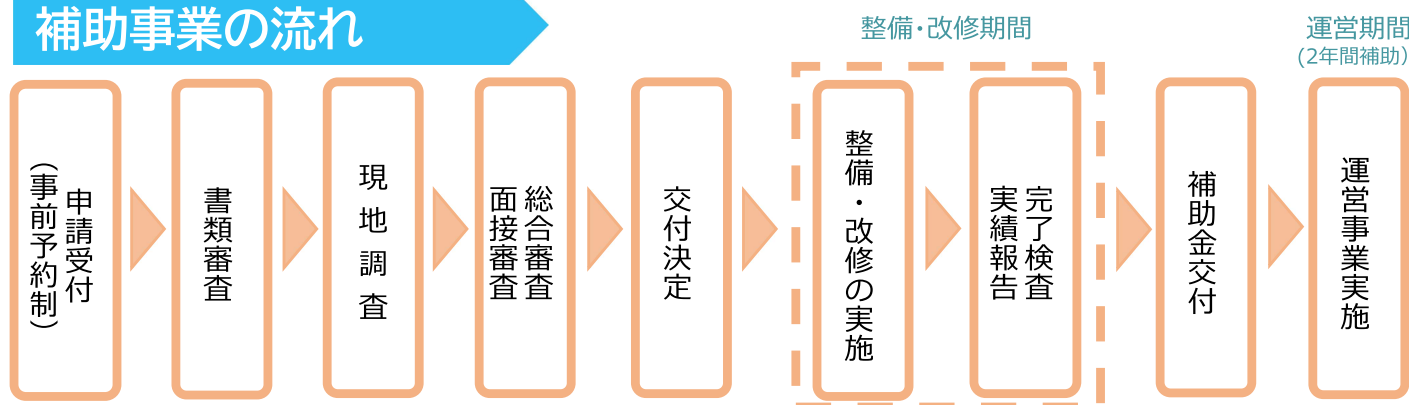 補助事業の流れ
整備・改修期間
運営期間
(2年間補助)
申請受付
(事前予約制)
書類審査
現地調査
総合審査
面接審査
交付決定
整備・改修の実施
完了検査
実績報告
補助金交付
運営事業実施